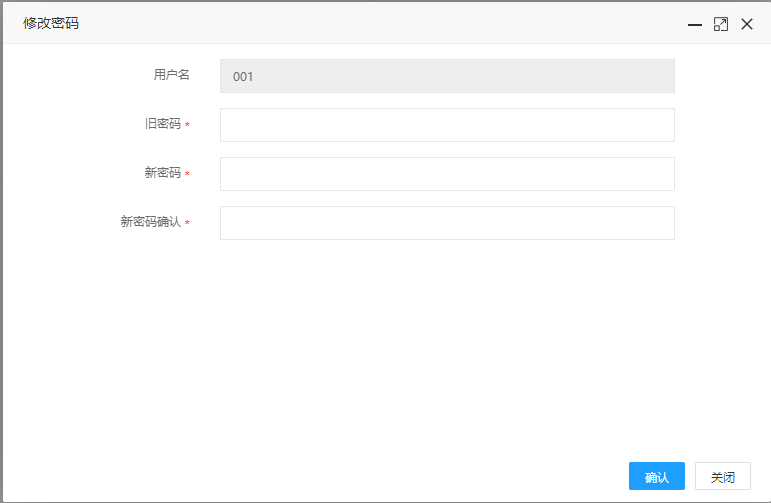 修改密码
用户名 001
旧密码 *
新密码 *
新密码确认 *
确认 关闭